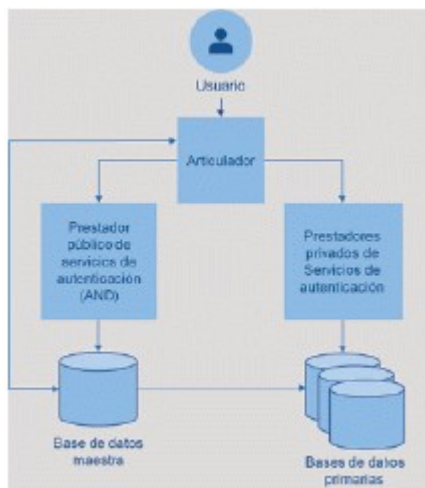 Usuario
Articulador
Prestador
público de
servicios de
autenticación
(AND)
Prestadores
privados de
Servicios de
autenticación
Base de datos
maestra
Bases de datos
primarias